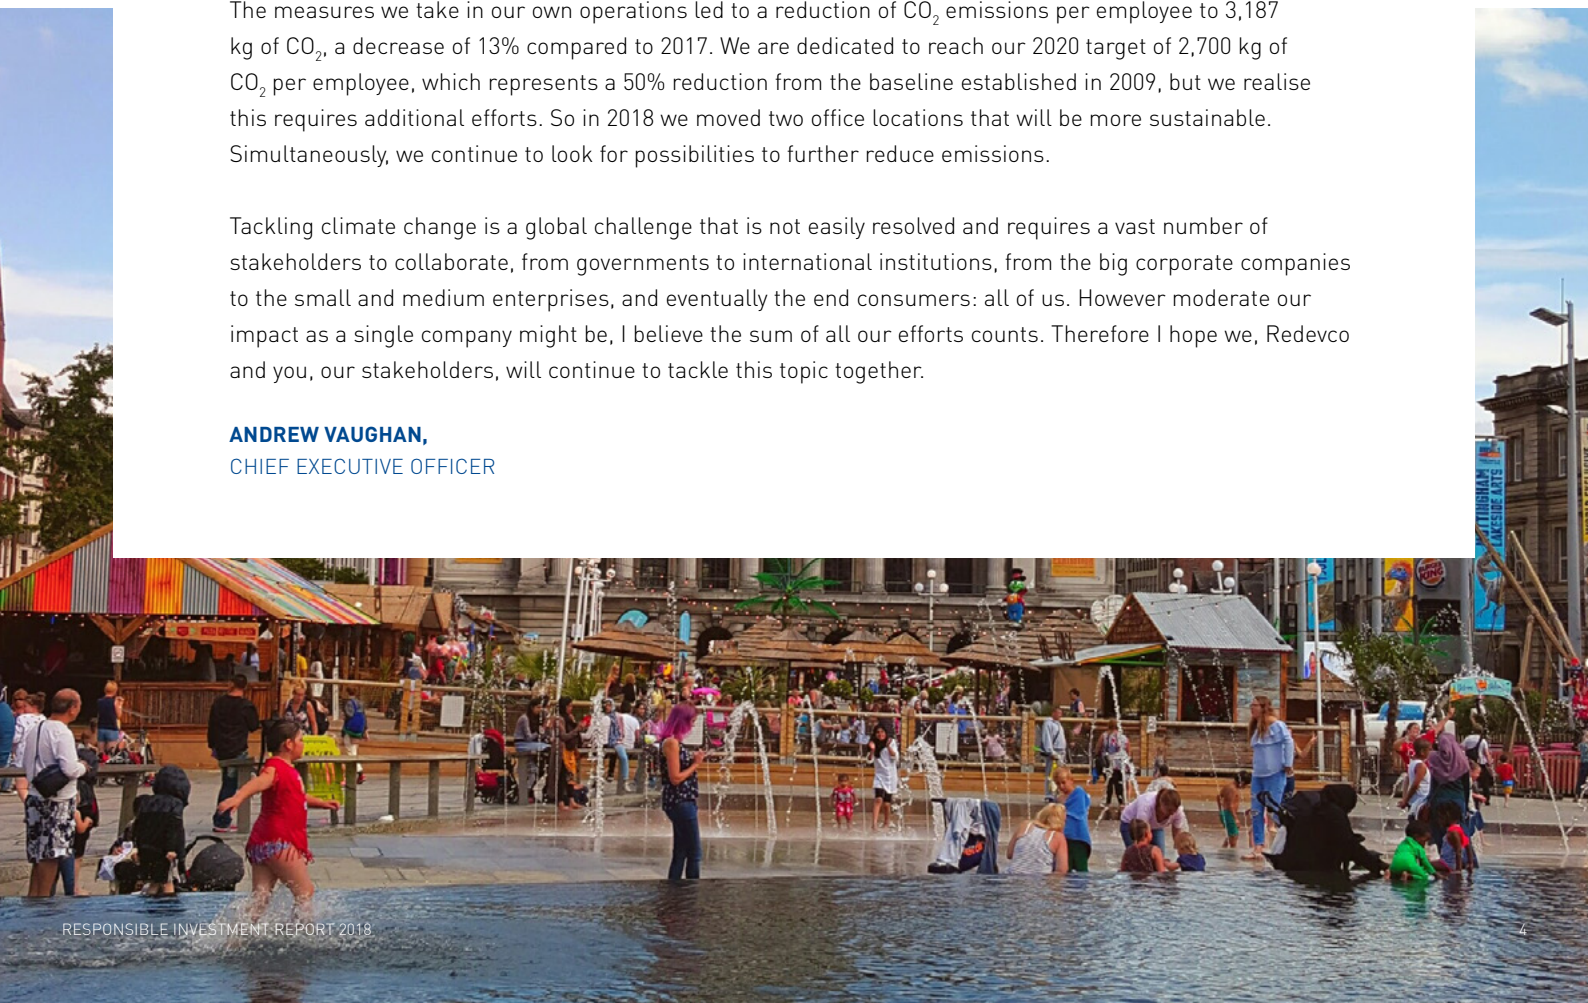 The measures we take in our own operations led to a reduction of CO₂ emissions per employee to 3,187
kg of CO₂, a decrease of 13% compared to 2017. We are dedicated to reach our 2020 target of 2,700 kg of
CO₂ per employee, which represents a 50% reduction from the baseline established in 2009, but we realise
this requires additional efforts. So in 2018 we moved two office locations that will be more sustainable.
Simultaneously, we continue to look for possibilities to further reduce emissions.
Tackling climate change is a global challenge that is not easily resolved and requires a vast number of
stakeholders to collaborate, from governments to international institutions, from the big corporate companies
to the small and medium enterprises, and eventually the end consumers: all of us. However moderate our
impact as a single company might be, I believe the sum of all our efforts counts. Therefore I hope we, Redevco
and you, our stakeholders, will continue to tackle this topic together.
ANDREW VAUGHAN,
CHIEF EXECUTIVE OFFICER
LAKESIDE ARTS
BURGER
KING
RESPONSIBLE INVESTMENT REPORT 2018
4